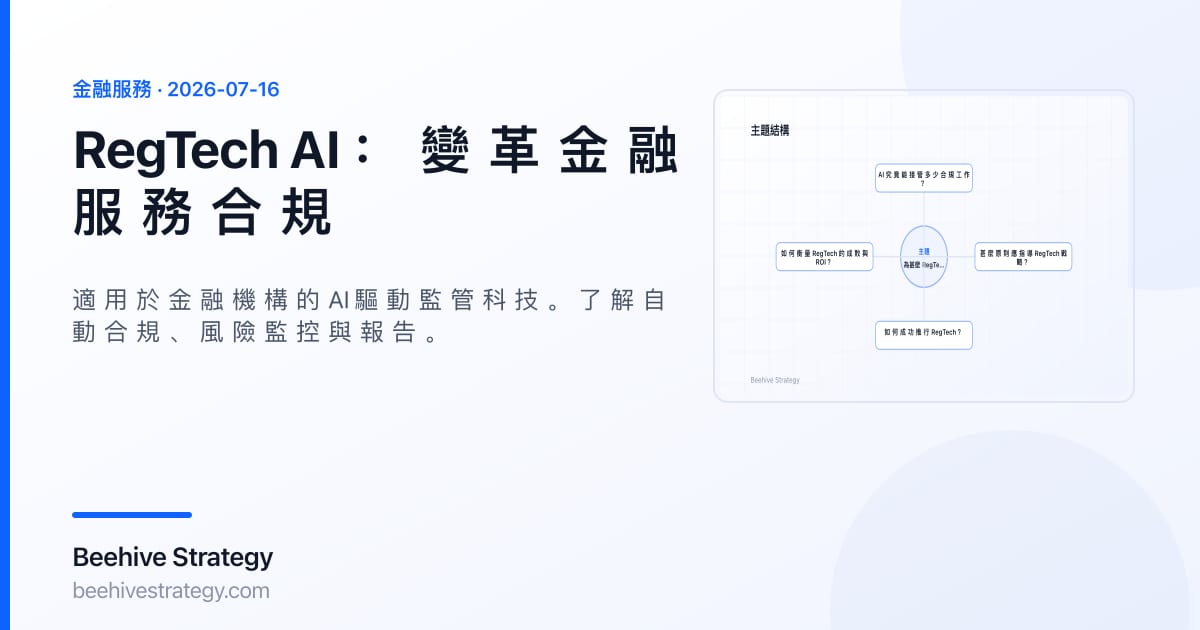 金融服務 · 2026-07-16
RegTech AI：變革金融
服務合規
適用於金融機構的AI驅動監管科技。了解自
動合規、風險監控與報告。
主題結構
AI究竟能接管多少合規工作
？
如何衡量RegTech的成敗與
ROI？
主題
為甚麼 RegTe…
甚麼原則應指導RegTech戰
略？
如何成功推行RegTech？
Beehive Strategy
Beehive Strategy
beehivestrategy.com